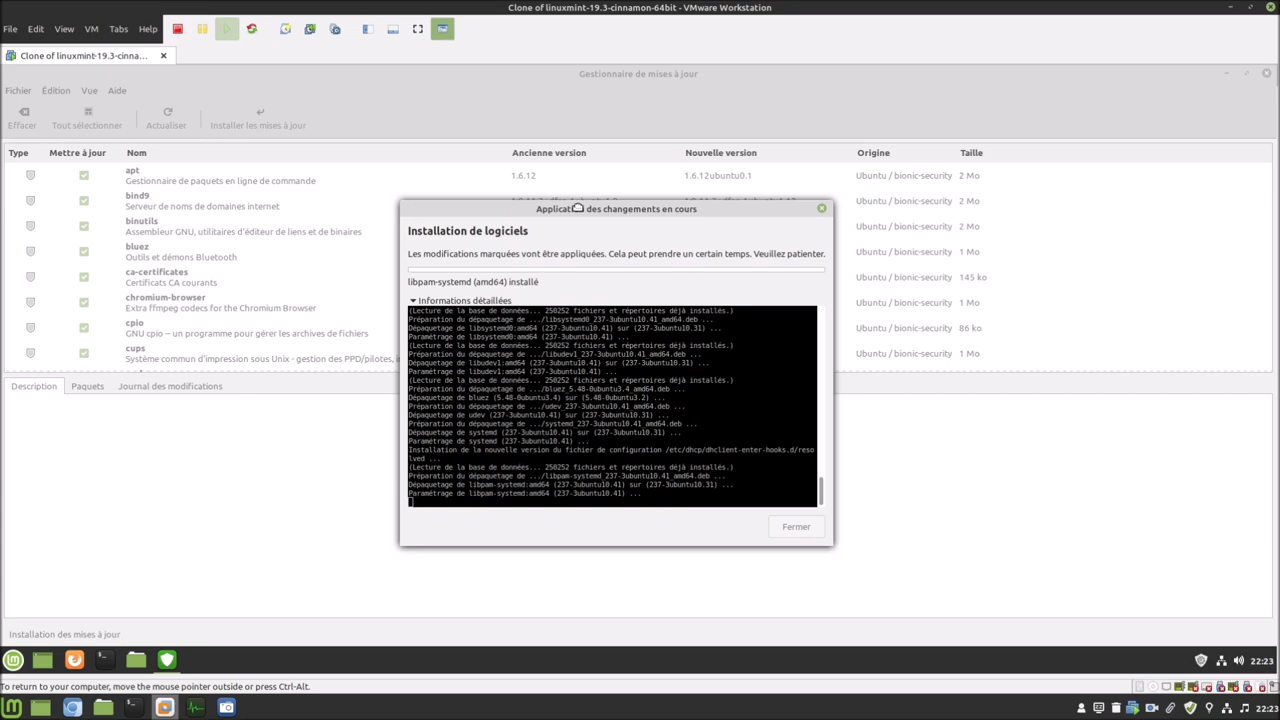 Clone of linuxmint-19.3-cinnamon-64bit - VMware Workstation
File Edit View VM Tabs Help
Clone of linuxmint-19.3-cinna...
Gestionnaire de mises à jour
Fichier Édition Vue Aide
Effacer Tout sélectionner Actualiser Installer les mises à jour
Type Mettre à jour Nom Ancienne version Nouvelle version Origine Taille
apt
Gestionnaire de paquets en ligne de commande 1.6.12 1.6.12ubuntu0.1 Ubuntu / bionic-security 2 Mo
bind9
Serveur de noms de domaines internet Ubuntu / bionic-security 2 Mo
binutils
Assembleur GNU, utilitaires d'éditeur de liens et de binaires Ubuntu / bionic-security 2 Mo
bluez
Outils et démons Bluetooth Ubuntu / bionic-security 1 Mo
ca-certificates
Certificats CA courants Ubuntu / bionic-security 145 ko
chromium-browser
Extra ffmpeg codecs for the Chromium Browser Ubuntu / bionic-security 1 Mo
cpio
GNU cpio – un programme pour gérer les archives de fichiers Ubuntu / bionic-security 86 ko
cups
Système commun d'impression sous Unix - gestion des PPD/pilotes, in Ubuntu / bionic-security 1 Mo
Applicati des changements en cours
Installation de logiciels
Les modifications marquées vont être appliquées. Cela peut prendre un certain temps. Veuillez patienter.
libpam-systemd (amd64) installé
Informations détaillées
(Lecture de la base de données... 250252 fichiers et répertoires déjà installés.)
Préparation du dépaquetage de .../libsystemd0_237-3ubuntu10.41_amd64.deb ...
Dépaquetage de libsystemd0:amd64 (237-3ubuntu10.41) sur (237-3ubuntu10.31) ...
Paramétrage de libsystemd0:amd64 (237-3ubuntu10.41) ...
(Lecture de la base de données... 250252 fichiers et répertoires déjà installés.)
Préparation du dépaquetage de .../libudev1_237-3ubuntu10.41_amd64.deb ...
Dépaquetage de libudev1:amd64 (237-3ubuntu10.41) sur (237-3ubuntu10.31) ...
Paramétrage de libudev1:amd64 (237-3ubuntu10.41) ...
(Lecture de la base de données... 250252 fichiers et répertoires déjà installés.)
Préparation du dépaquetage de .../bluez_5.48-0ubuntu3.4_amd64.deb ...
Dépaquetage de bluez (5.48-0ubuntu3.4) sur (5.48-0ubuntu3.2) ...
Préparation du dépaquetage de .../udev_237-3ubuntu10.41_amd64.deb ...
Dépaquetage de udev (237-3ubuntu10.41) sur (237-3ubuntu10.31) ...
Préparation du dépaquetage de .../systemd_237-3ubuntu10.41_amd64.deb ...
Dépaquetage de systemd (237-3ubuntu10.41) sur (237-3ubuntu10.31) ...
Paramétrage de systemd (237-3ubuntu10.41) ...
Installation de la nouvelle version du fichier de configuration /etc/dhcp/dhclient-enter-hooks.d/reso
lved ...
(Lecture de la base de données... 250252 fichiers et répertoires déjà installés.)
Préparation du dépaquetage de .../libpam-systemd_237-3ubuntu10.41_amd64.deb ...
Dépaquetage de libpam-systemd:amd64 (237-3ubuntu10.41) sur (237-3ubuntu10.31) ...
Paramétrage de libpam-systemd:amd64 (237-3ubuntu10.41) ...
Fermer
Description Paquets Journal des modifications
Installation des mises à jour
22:23
To return to your computer, move the mouse pointer outside or press Ctrl-Alt.
22:23